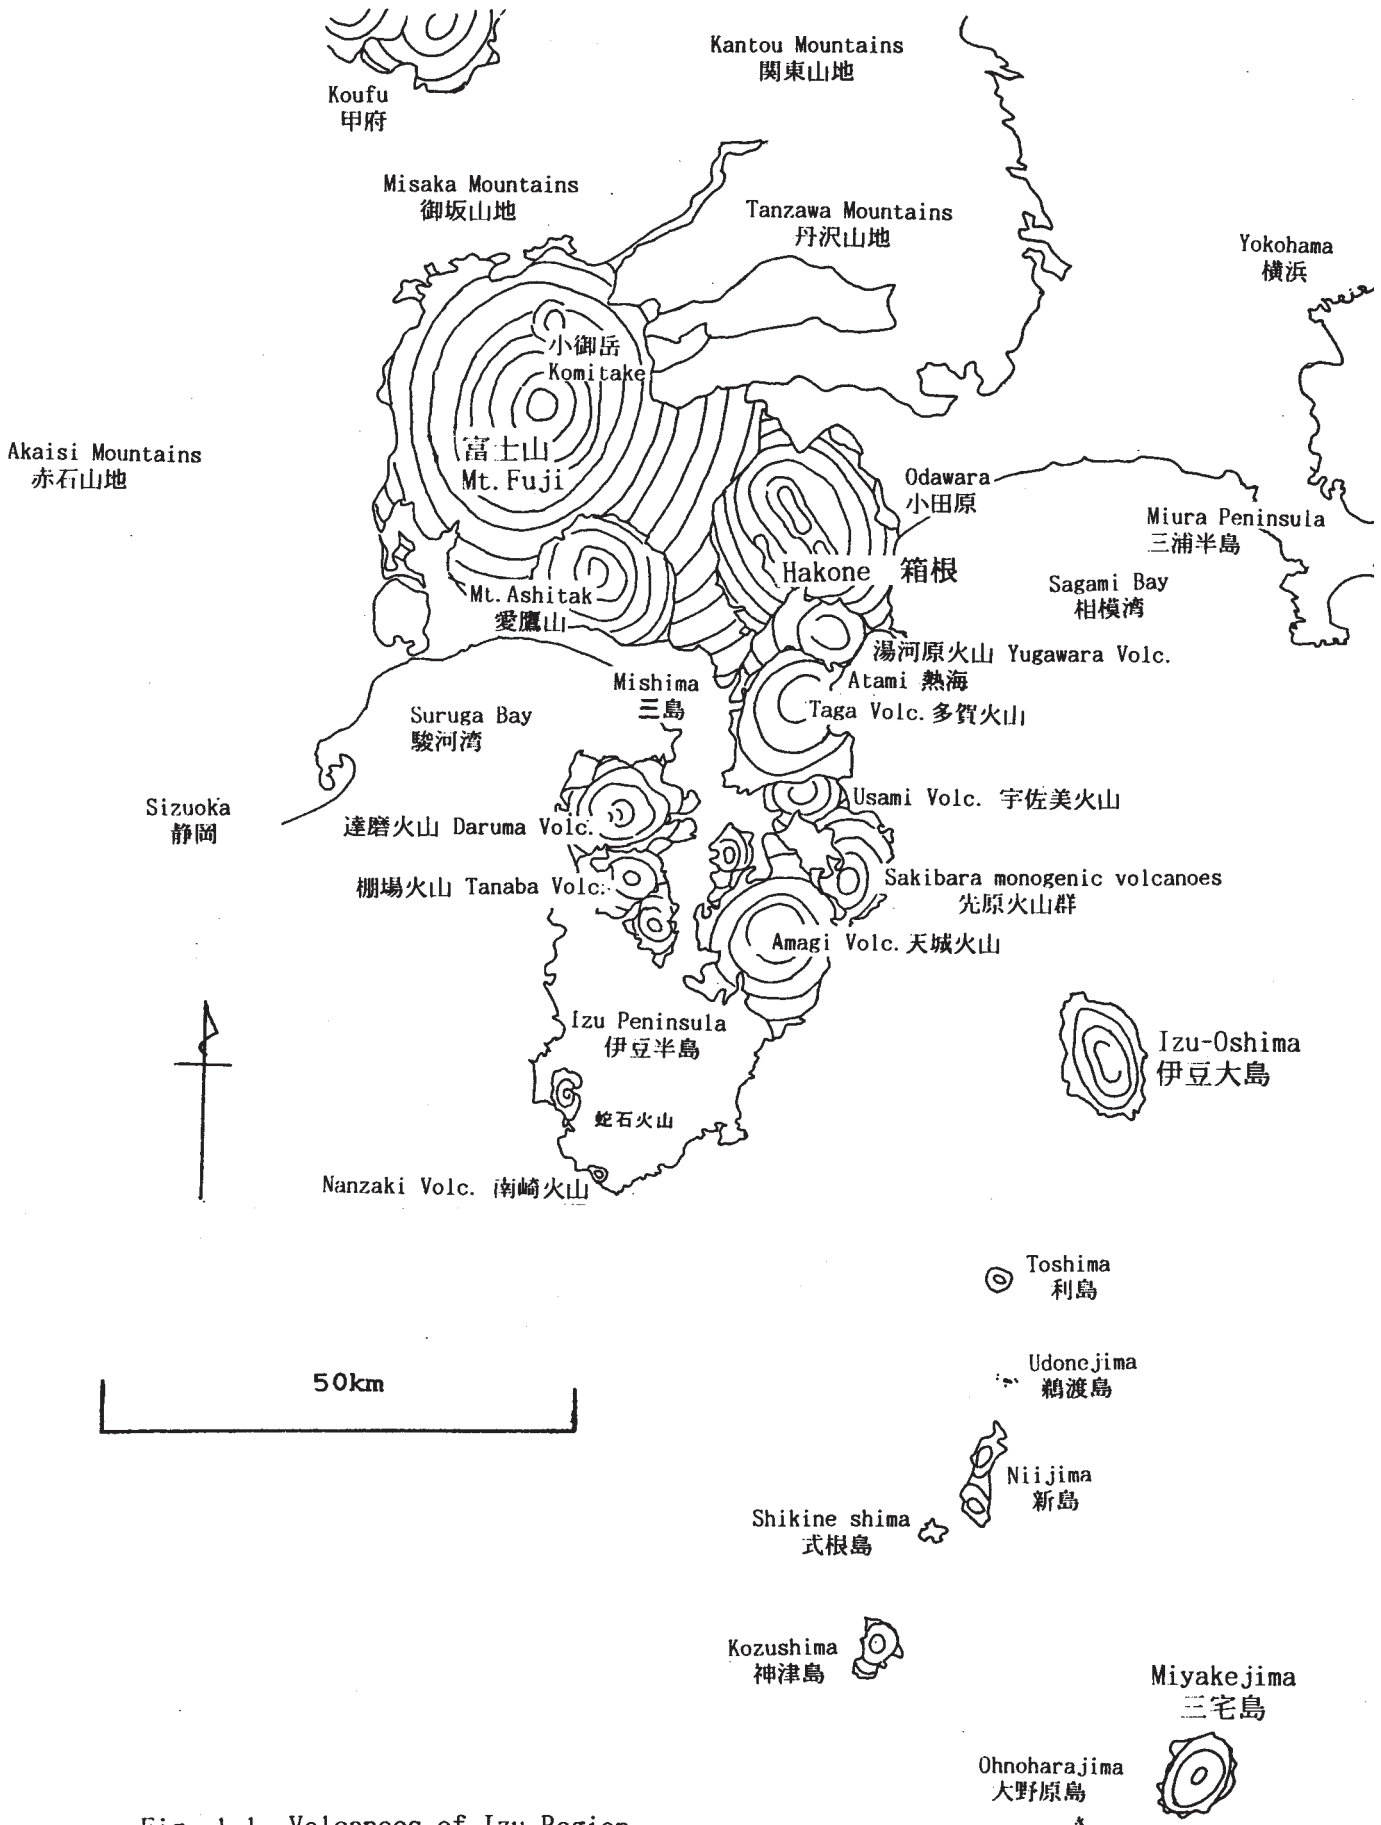 Kantou Mountains
関東山地
Koufu
甲府
Misaka Mountains
御坂山地
Tanzawa Mountains
丹沢山地
Yokohama
横浜
小御岳
Komitake
富士山
Mt.Fuji
Akaisi Mountains
赤石山地
Odawara
小田原
Miura Peninsula
三浦半島
Hakone 箱根
Sagami Bay
相模湾
Mt.Ashitak
愛鷹山
湯河原火山 Yugawara Volc.
Atami 熱海
Mishima
三島
Taga Volc. 多賀火山
Suruga Bay
駿河湾
Usami Volc. 宇佐美火山
Sizuoka
静岡
達磨火山 Daruma Volc.
棚場火山 Tanaba Volc.
Sakibara monogenic volcanoes
先原火山群
Amagi Volc. 天城火山
Izu Peninsula
伊豆半島
Izu-Oshima
伊豆大島
蛇石火山
Nanzaki Volc. 南崎火山
Toshima
利島
50km
Udonejima
鵜渡島
Niijima
新島
Shikine shima
式根島
Kozushima
神津島
Miyakejima
三宅島
Ohnoharajima
大野原島
Fig. 1-1 Volcanoes of Izu Region